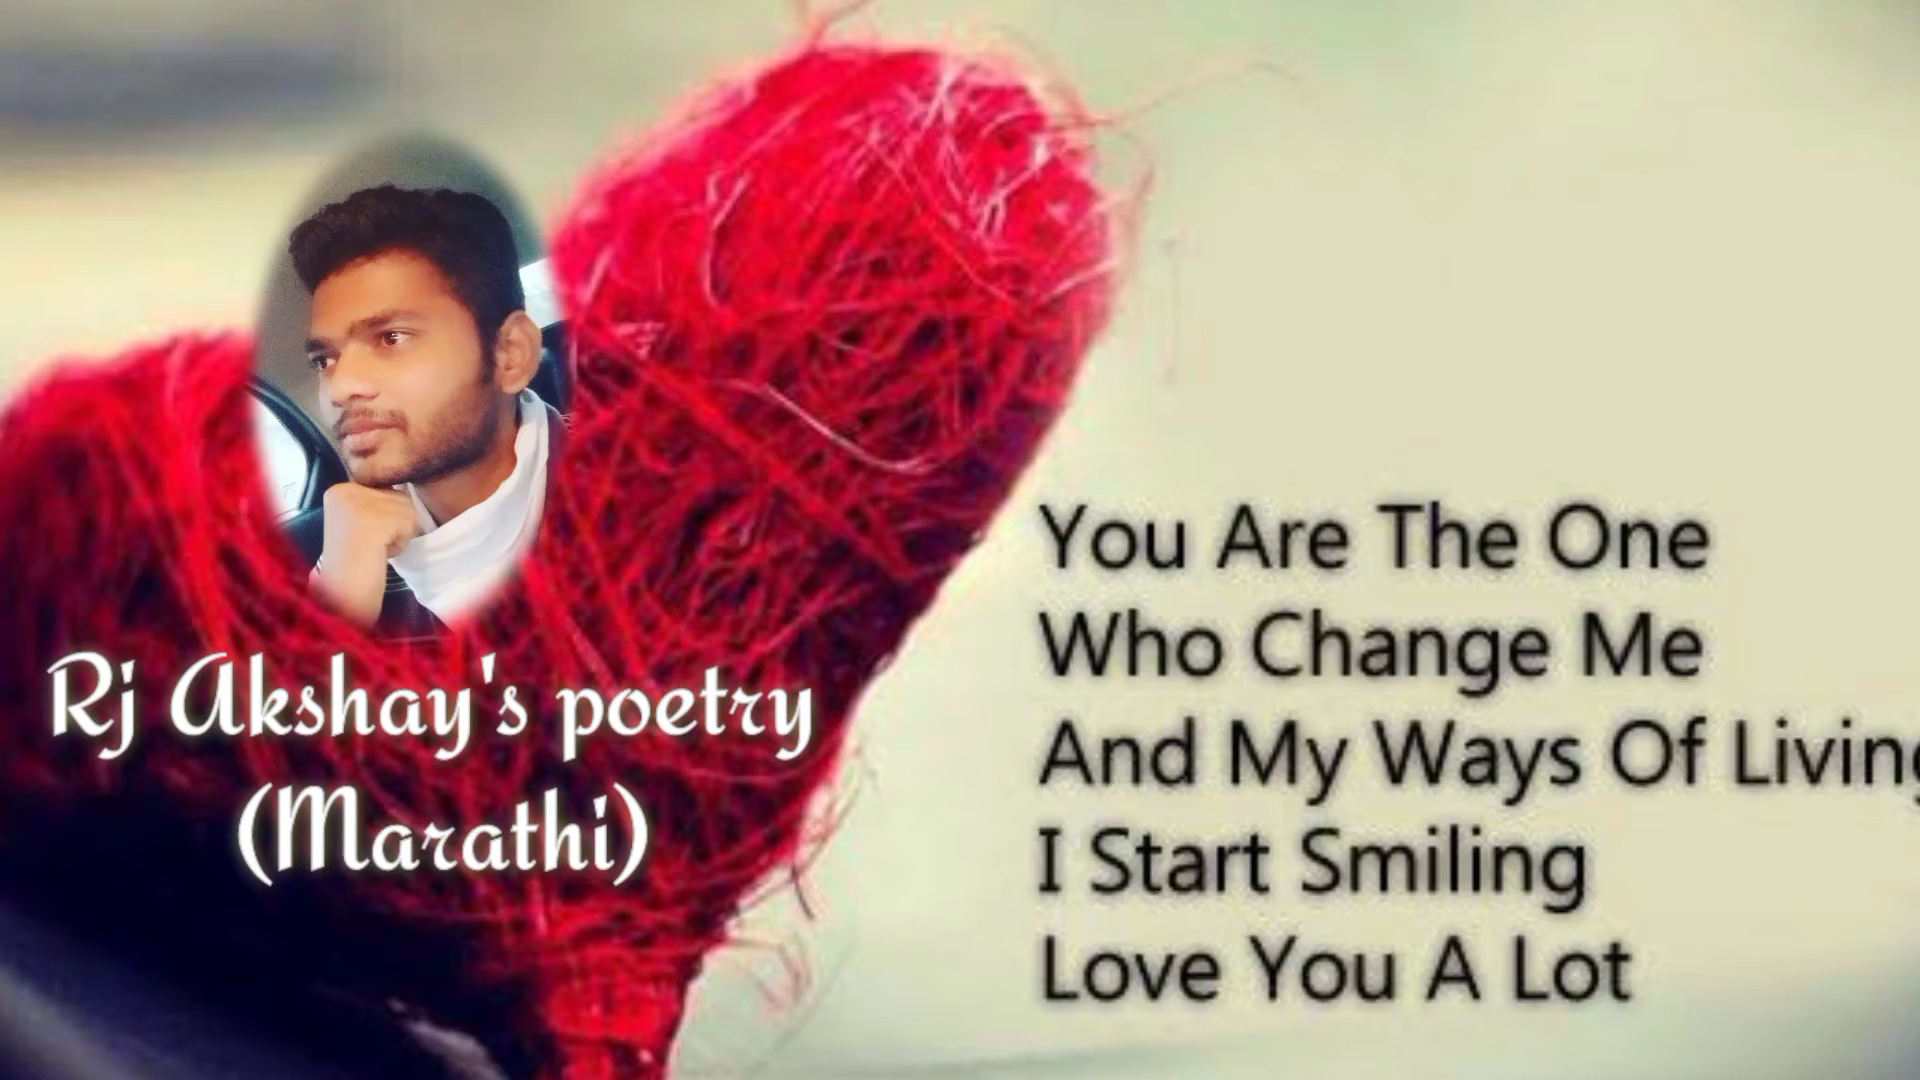 Rj Akshay's poetry
(Marathi)
You Are The One
Who Change Me
And My Ways Of Living
I Start Smiling
Love You A Lot